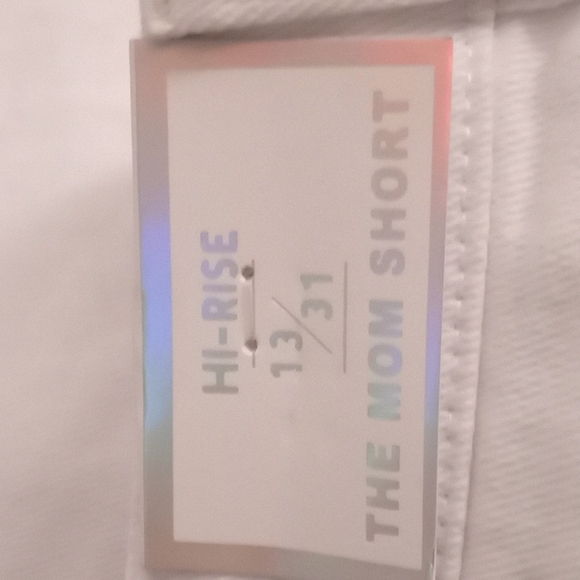 HI-RISE
13/31
THE MOM SHORT